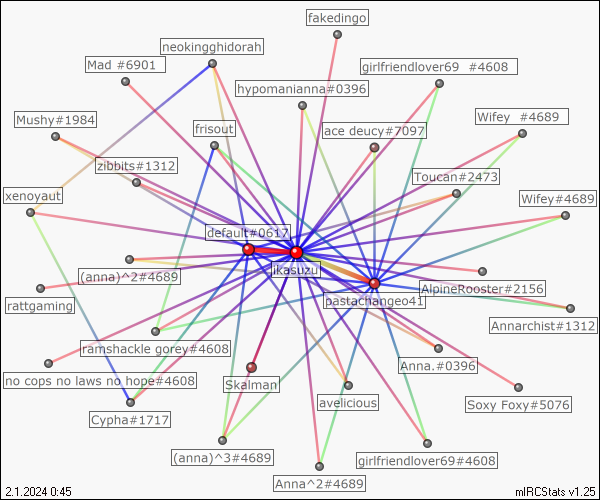 fakedingo
neokingghidorah
Mad #6901
girlfriendlover69 #4608
hypomanianna#0396
Mushy#1984
frisout
ace deucy#7097
Wifey #4689
zibbits#1312
Toucan#2473
xenoyaut
Wifey#4689
default#0617
jikasuzu
(anna)^2#4689
AlpineRooster#2156
rattgaming
pastachangeo41
Annarchist#1312
ramshackle gorey#4608
Anna.#0396
no cops no laws no hope#4608
Skalman
avelicious
Soxy Foxy#5076
Cypha#1717
(anna)^3#4689
girlfriendlover69#4608
Anna^2#4689
2.1.2024 0:45
mIRCStats v1.25